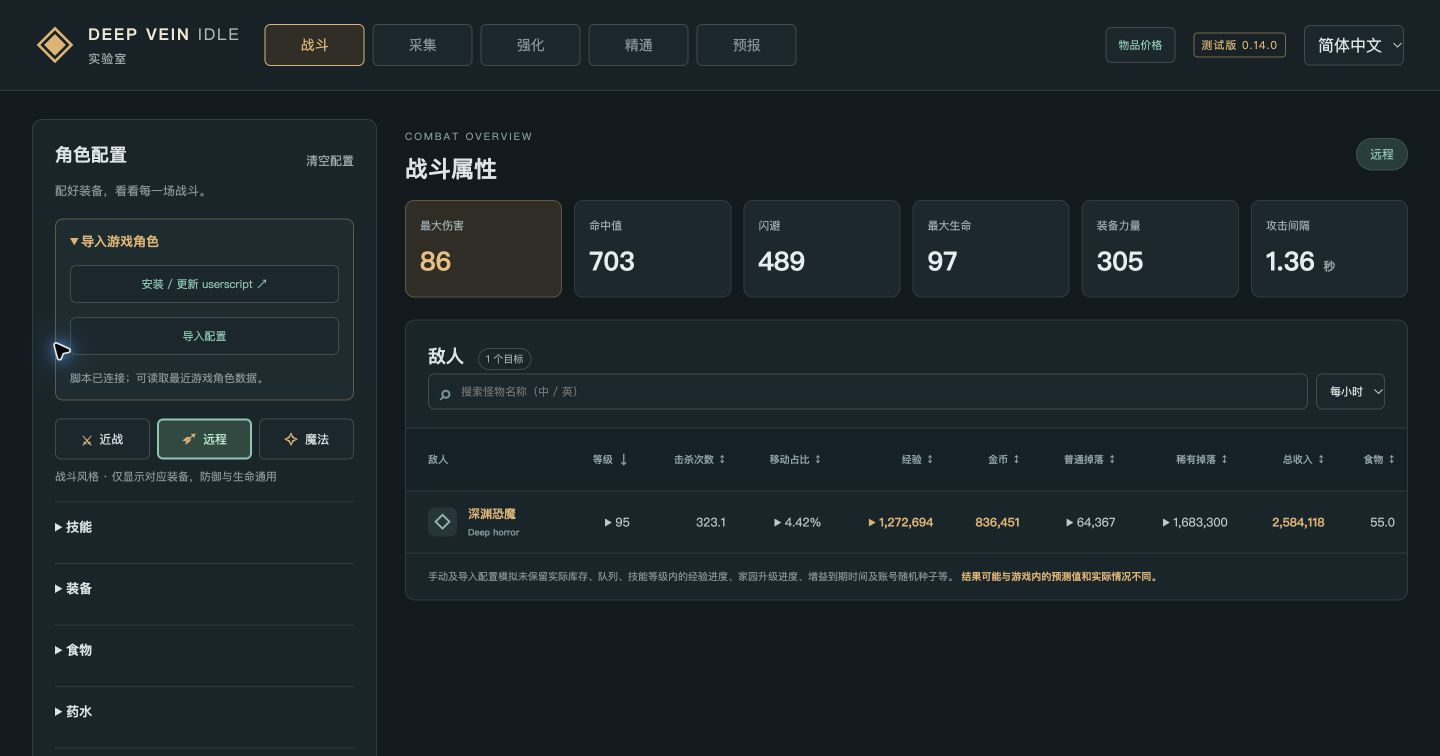 DEEP VEIN IDLE
实验室
战斗
采集
强化
精通
预报
物品价格
测试版 0.14.0
简体中文
角色配置
清空配置
配好装备，看看每一场战斗。
▼导入游戏角色
安装 / 更新 userscript ↗
导入配置
脚本已连接；可读取最近游戏角色数据。
近战
远程
魔法
战斗风格 · 仅显示对应装备，防御与生命通用
▶ 技能
▶ 装备
▶ 食物
▶ 药水
COMBAT OVERVIEW
战斗属性
远程
最大伤害
86
命中值
703
闪避
489
最大生命
97
装备力量
305
攻击间隔
1.36 秒
敌人 1 个目标
搜索怪物名称（中 / 英）
每小时
敌人 等级 ↓ 击杀次数 ↕ 移动占比 ↕ 经验 ↕ 金币 ↕ 普通掉落 ↕ 稀有掉落 ↕ 总收入 ↕ 食物 ↕
深渊恐魔
Deep horror
▶ 95 323.1 ▶ 4.42% ▶ 1,272,694 836,451 ▶ 64,367 ▶ 1,683,300 2,584,118 55.0
手动及导入配置模拟未保留实际库存、队列、技能等级内的经验进度、家园升级进度、增益到期时间及账号随机种子等。 结果可能与游戏内的预测值和实际情况不同。